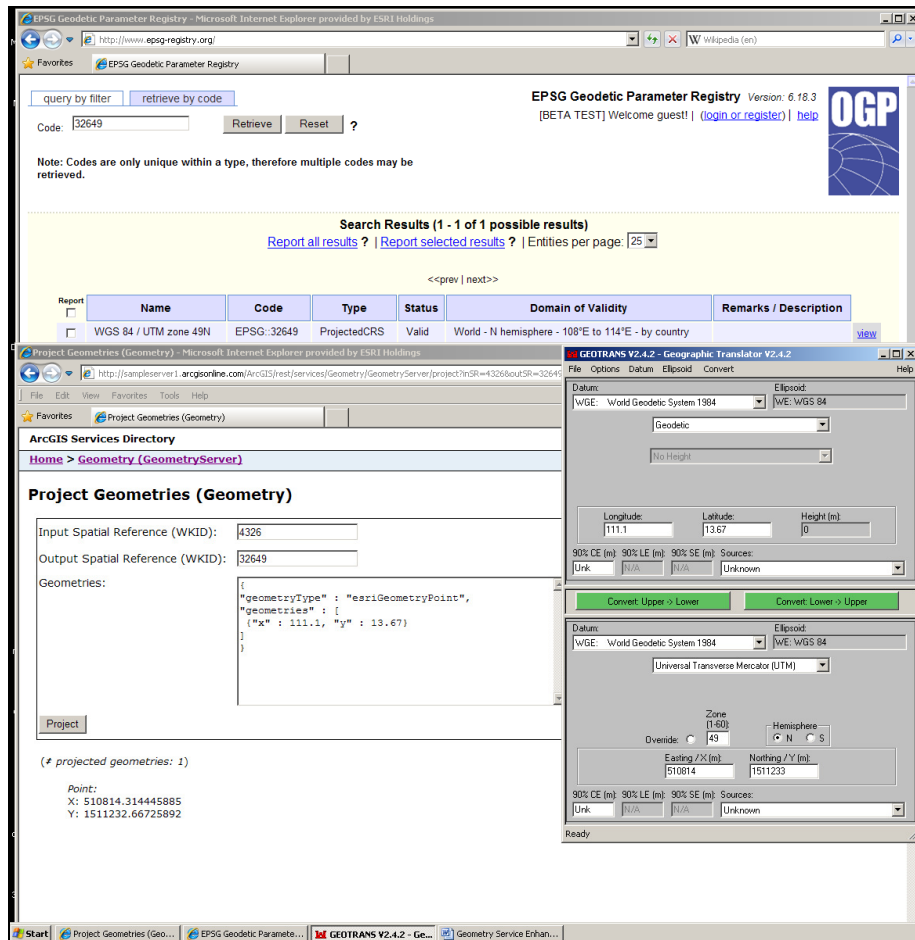 EPSG Geodetic Parameter Registry - Microsoft Internet Explorer provided by ESRI Holdings
http://www.epsg-registry.org/
Wikipedia (en)
Favorites
EPSG Geodetic Parameter Registry
query by filter
retrieve by code
EPSG Geodetic Parameter Registry Version: 6.18.3
[BETA TEST] Welcome guest! | (login or register) | help
OGP
Code: 32649
Retrieve
Reset
?
Note: Codes are only unique within a type, therefore multiple codes may be
retrieved.
Search Results (1 - 1 of 1 possible results)
Report all results ? | Report selected results ? | Entities per page: 25
<<prev | next>>
Report
Name Code Type Status Domain of Validity Remarks / Description
WGS 84 / UTM zone 49N EPSG::32649 ProjectedCRS Valid World - N hemisphere - 108°E to 114°E - by country view
Project Geometries (Geometry) - Microsoft Internet Explorer provided by ESRI Holdings
http://sampleserver1.arcgisonline.com/ArcGIS/rest/services/Geometry/GeometryServer/project?inSR=4326&outSR=32649
File Edit View Favorites Tools Help
Favorites
Project Geometries (Geometry)
ArcGIS Services Directory
Home > Geometry (GeometryServer)
Project Geometries (Geometry)
Input Spatial Reference (WKID): 4326
Output Spatial Reference (WKID): 32649
Geometries:
{
"geometryType" : "esriGeometryPoint",
"geometries" : [
{"x" : 111.1, "y" : 13.67}
]
}
Project
(# projected geometries: 1)
Point:
X: 510814.314445885
Y: 1511232.66725892
GEOTRANS V2.4.2 - Geographic Translator V2.4.2
File Options Datum Ellipsoid Convert Help
Datum: Ellipsoid:
WGE: World Geodetic System 1984 WE: WGS 84
Geodetic
No Height
Longitude: Latitude: Height (m):
111.1 13.67 0
90% CE (m): 90% LE (m): 90% SE (m): Sources:
Unk N/A N/A Unknown
Convert: Upper -> Lower
Convert: Lower -> Upper
Datum: Ellipsoid:
WGE: World Geodetic System 1984 WE: WGS 84
Universal Transverse Mercator (UTM)
Zone
(1-60): Hemisphere
Override: 49 N S
Easting / X (m): Northing / Y (m):
510814 1511233
90% CE (m): 90% LE (m): 90% SE (m): Sources:
Unk N/A N/A Unknown
Ready
Start
Project Geometries (Geo...
EPSG Geodetic Paramete...
GEOTRANS V2.4.2 - Ge...
Geometry Service Enhan...